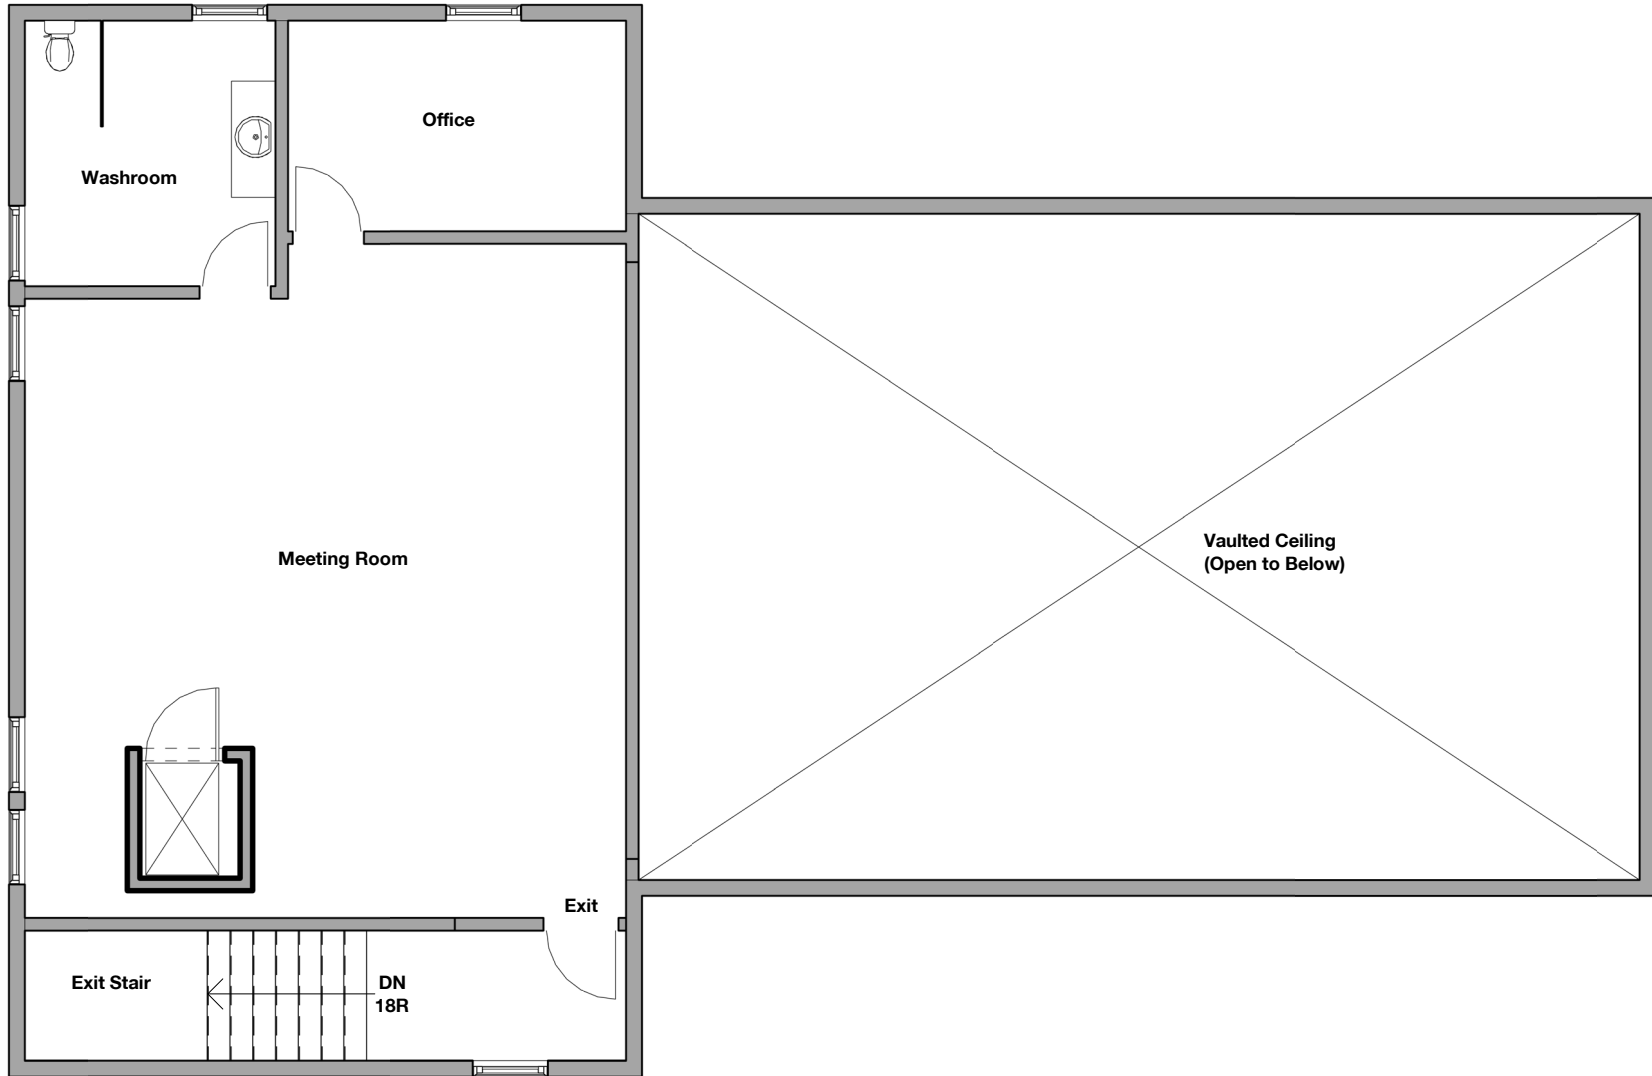 Office
Washroom
Meeting Room
Vaulted Ceiling
(Open to Below)
Exit
Exit Stair
DN
18R